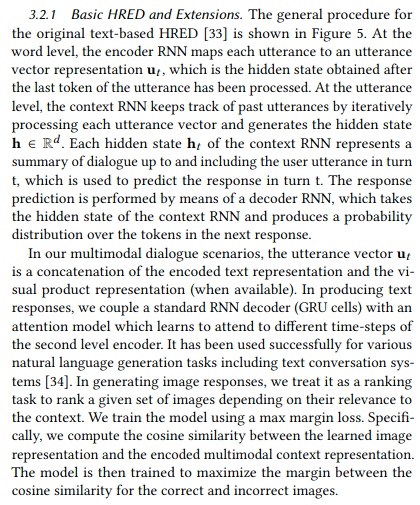 3.2.1 Basic HRED and Extensions. The general procedure for
the original text-based HRED [33] is shown in Figure 5. At the
word level, the encoder RNN maps each utterance to an utterance
vector representation uₜ, which is the hidden state obtained after
the last token of the utterance has been processed. At the utterance
level, the context RNN keeps track of past utterances by iteratively
processing each utterance vector and generates the hidden state
h ∈ ℝᵈ. Each hidden state hₜ of the context RNN represents a
summary of dialogue up to and including the user utterance in turn
t, which is used to predict the response in turn t. The response
prediction is performed by means of a decoder RNN, which takes
the hidden state of the context RNN and produces a probability
distribution over the tokens in the next response.
In our multimodal dialogue scenarios, the utterance vector uₜ
is a concatenation of the encoded text representation and the vi-
sual product representation (when available). In producing text
responses, we couple a standard RNN decoder (GRU cells) with an
attention model which learns to attend to different time-steps of
the second level encoder. It has been used successfully for various
natural language generation tasks including text conversation sys-
tems [34]. In generating image responses, we treat it as a ranking
task to rank a given set of images depending on their relevance to
the context. We train the model using a max margin loss. Specifi-
cally, we compute the cosine similarity between the learned image
representation and the encoded multimodal context representation.
The model is then trained to maximize the margin between the
cosine similarity for the correct and incorrect images.